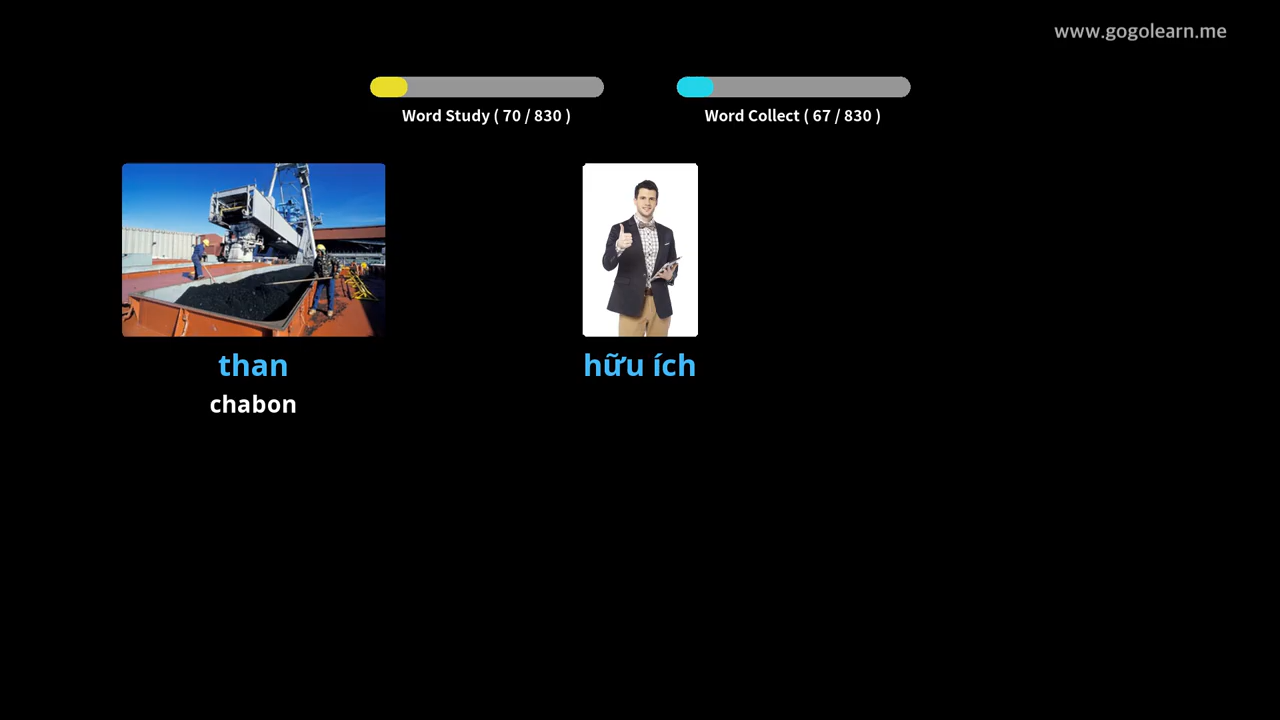 www.gogolearn.me
Word Study ( 70 / 830 )
Word Collect ( 67 / 830 )
than
chabon
hữu ích